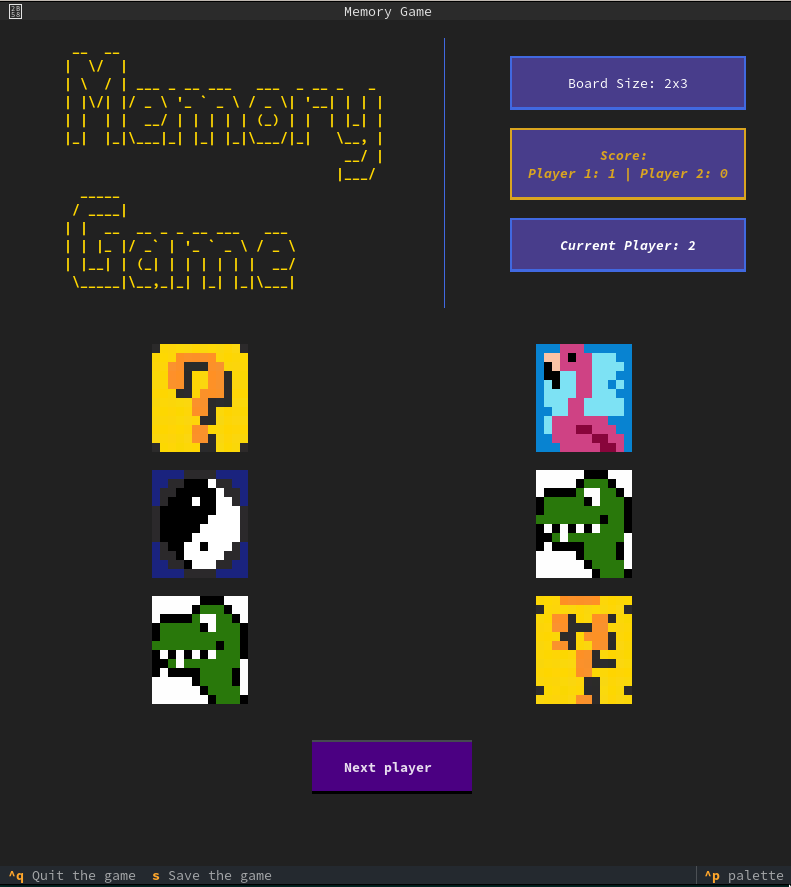 Memory Game
Memory
Game
Board Size: 2x3
Score:
Player 1: 1 | Player 2: 0
Current Player: 2
Next player
^q Quit the game s Save the game ^p palette